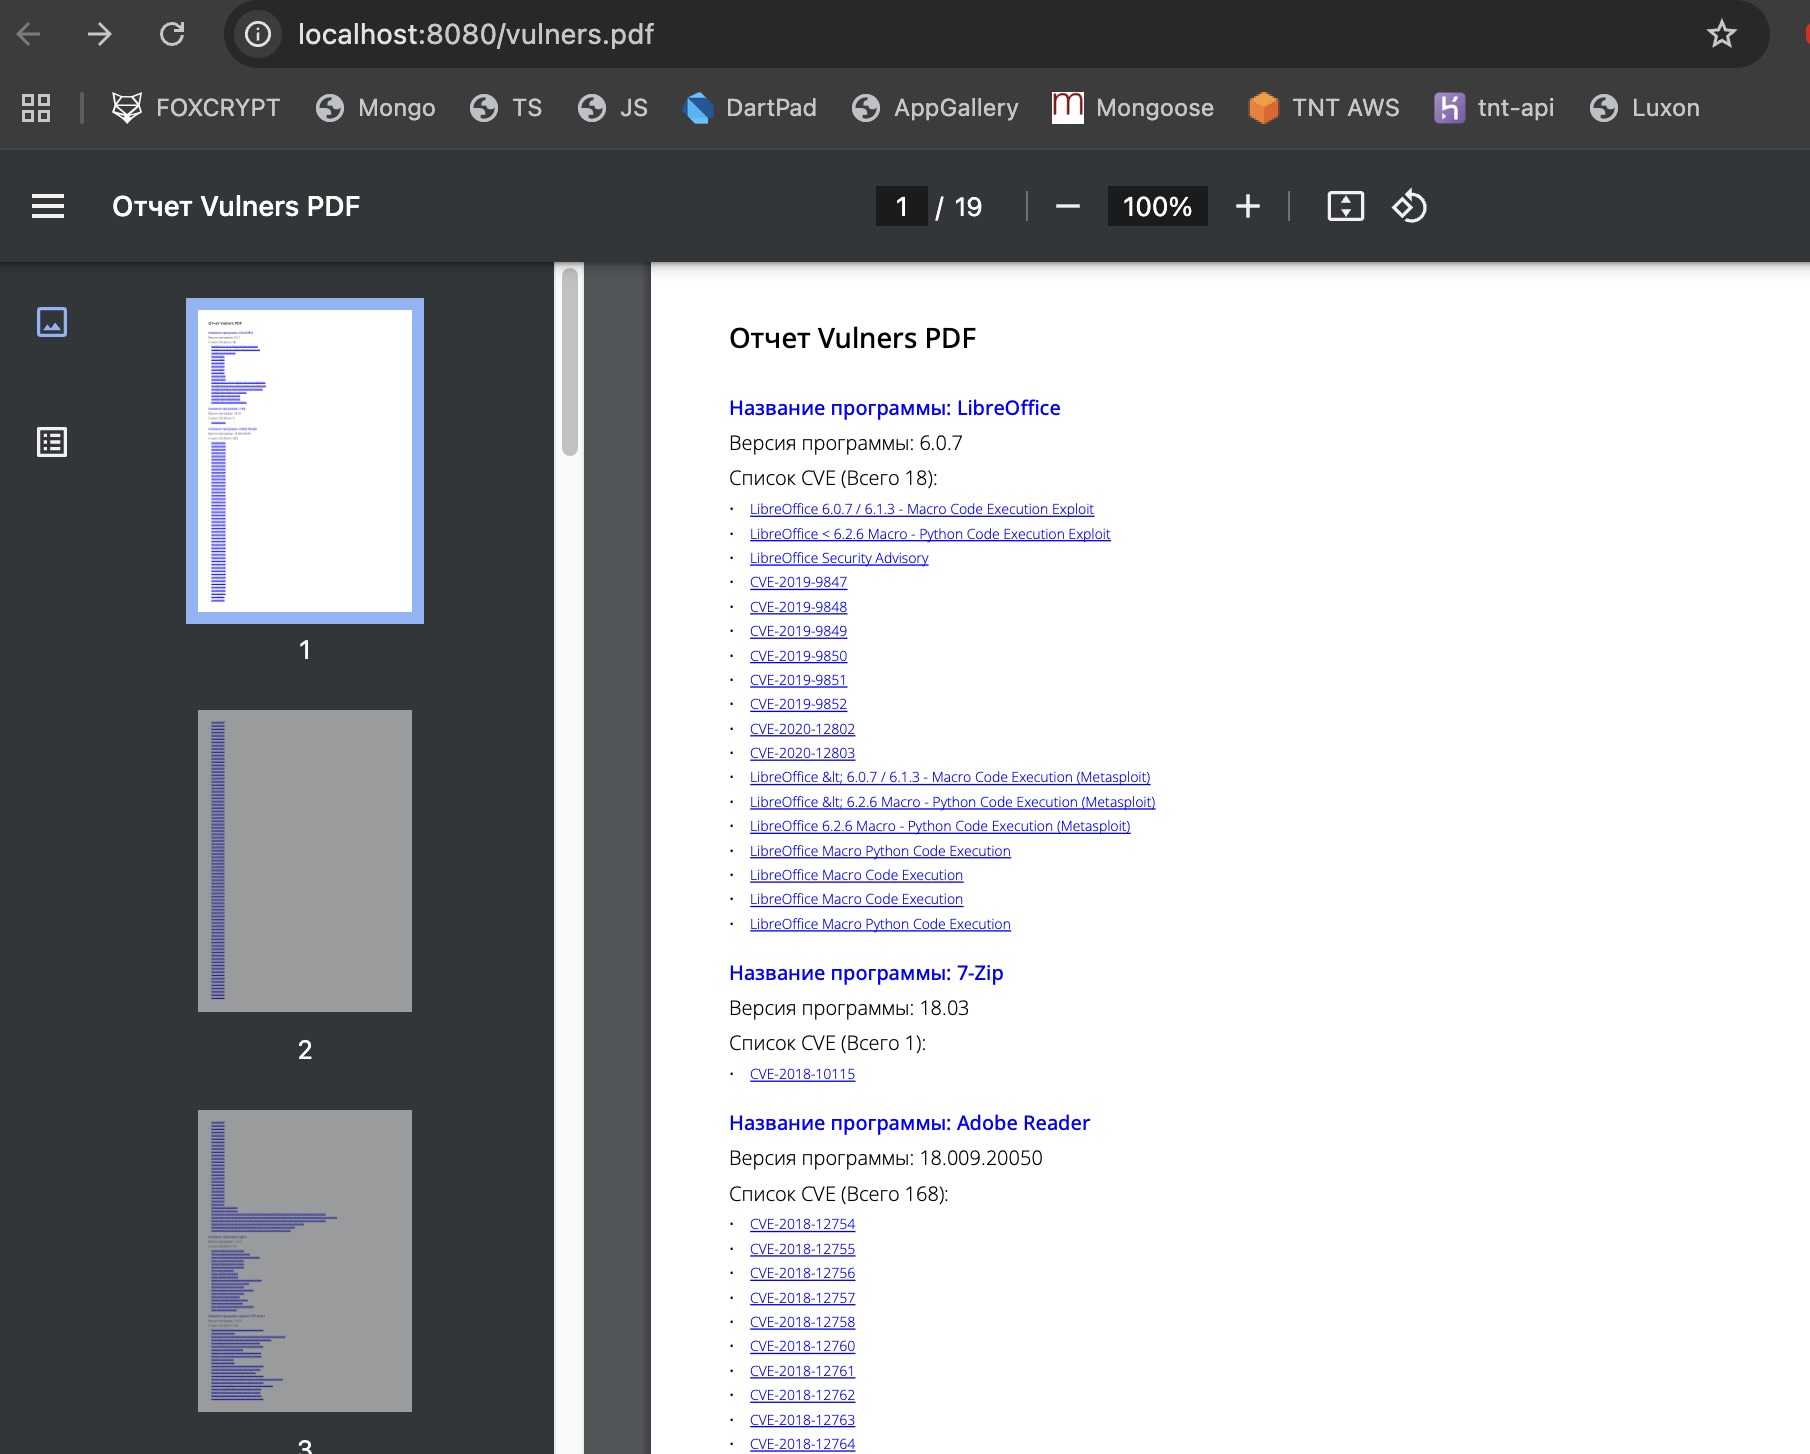 localhost:8080/vulners.pdf
FOXCRYPT Mongo TS JS DartPad AppGallery Mongoose TNT AWS tnt-api Luxon
Отчет Vulners PDF 1 / 19 100%
1
2
3
Отчет Vulners PDF
Название программы: LibreOffice
Версия программы: 6.0.7
Список CVE (Всего 18):
LibreOffice 6.0.7 / 6.1.3 - Macro Code Execution Exploit
LibreOffice < 6.2.6 Macro - Python Code Execution Exploit
LibreOffice Security Advisory
CVE-2019-9847
CVE-2019-9848
CVE-2019-9849
CVE-2019-9850
CVE-2019-9851
CVE-2019-9852
CVE-2020-12802
CVE-2020-12803
LibreOffice &lt; 6.0.7 / 6.1.3 - Macro Code Execution (Metasploit)
LibreOffice &lt; 6.2.6 Macro - Python Code Execution (Metasploit)
LibreOffice 6.2.6 Macro - Python Code Execution (Metasploit)
LibreOffice Macro Python Code Execution
LibreOffice Macro Code Execution
LibreOffice Macro Code Execution
LibreOffice Macro Python Code Execution
Название программы: 7-Zip
Версия программы: 18.03
Список CVE (Всего 1):
CVE-2018-10115
Название программы: Adobe Reader
Версия программы: 18.009.20050
Список CVE (Всего 168):
CVE-2018-12754
CVE-2018-12755
CVE-2018-12756
CVE-2018-12757
CVE-2018-12758
CVE-2018-12760
CVE-2018-12761
CVE-2018-12762
CVE-2018-12763
CVE-2018-12764